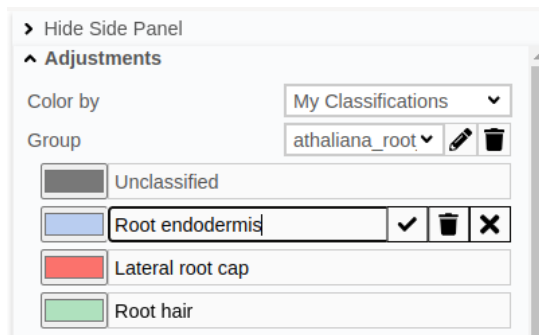 Hide Side Panel
Adjustments
Color by My Classifications
Group athaliana_root
Unclassified
Root endodermis
Lateral root cap
Root hair